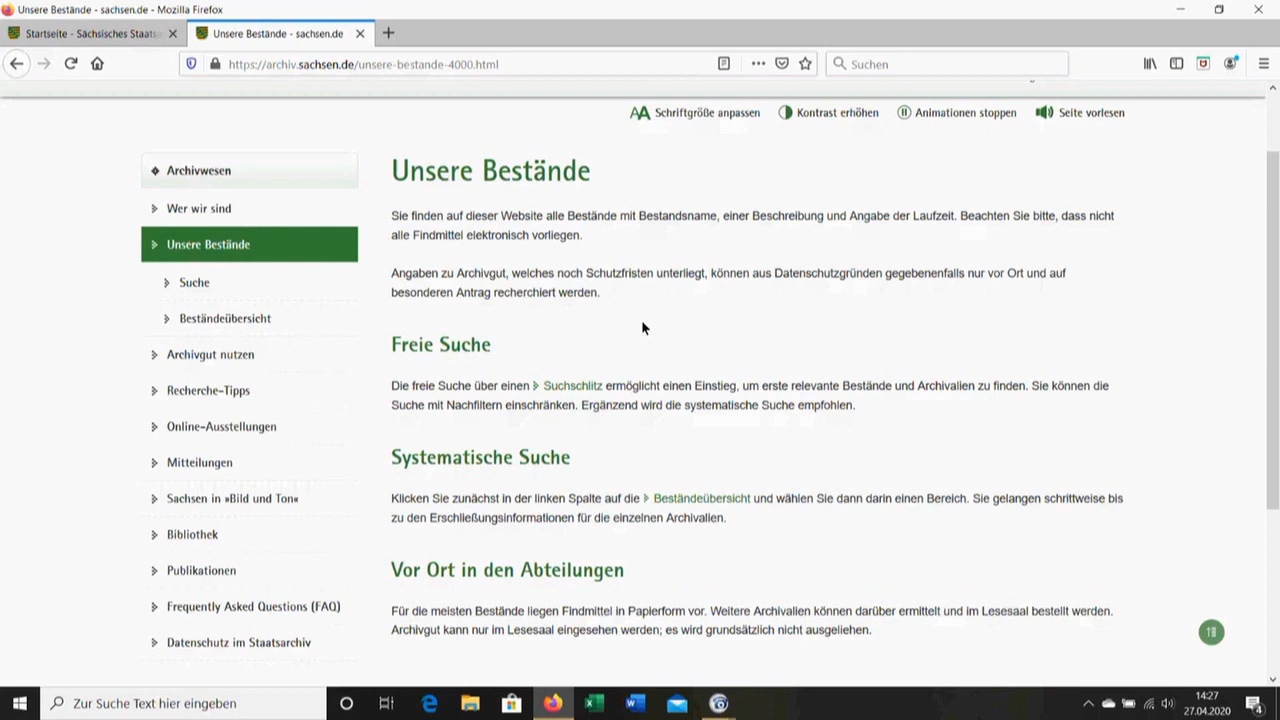 Unsere Bestände - sachsen.de - Mozilla Firefox
Startseite - Sächsisches Staats
Unsere Bestände - sachsen.de
https://archiv.sachsen.de/unsere-bestande-4000.html
Suchen
AA Schriftgröße anpassen
Kontrast erhöhen
Animationen stoppen
Seite vorlesen
Archivwesen
Wer wir sind
Unsere Bestände
Suche
Beständeübersicht
Archivgut nutzen
Recherche-Tipps
Online-Ausstellungen
Mitteilungen
Sachsen in »Bild und Ton«
Bibliothek
Publikationen
Frequently Asked Questions (FAQ)
Datenschutz im Staatsarchiv
Unsere Bestände
Sie finden auf dieser Website alle Bestände mit Bestandsname, einer Beschreibung und Angabe der Laufzeit. Beachten Sie bitte, dass nicht
alle Findmittel elektronisch vorliegen.
Angaben zu Archivgut, welches noch Schutzfristen unterliegt, können aus Datenschutzgründen gegebenenfalls nur vor Ort und auf
besonderen Antrag recherchiert werden.
Freie Suche
Die freie Suche über einen Suchschlitz ermöglicht einen Einstieg, um erste relevante Bestände und Archivalien zu finden. Sie können die
Suche mit Nachfiltern einschränken. Ergänzend wird die systematische Suche empfohlen.
Systematische Suche
Klicken Sie zunächst in der linken Spalte auf die Beständeübersicht und wählen Sie dann darin einen Bereich. Sie gelangen schrittweise bis
zu den Erschließungsinformationen für die einzelnen Archivalien.
Vor Ort in den Abteilungen
Für die meisten Bestände liegen Findmittel in Papierform vor. Weitere Archivalien können darüber ermittelt und im Lesesaal bestellt werden.
Archivgut kann nur im Lesesaal eingesehen werden; es wird grundsätzlich nicht ausgeliehen.
Zur Suche Text hier eingeben
14:27
27.04.2020
4